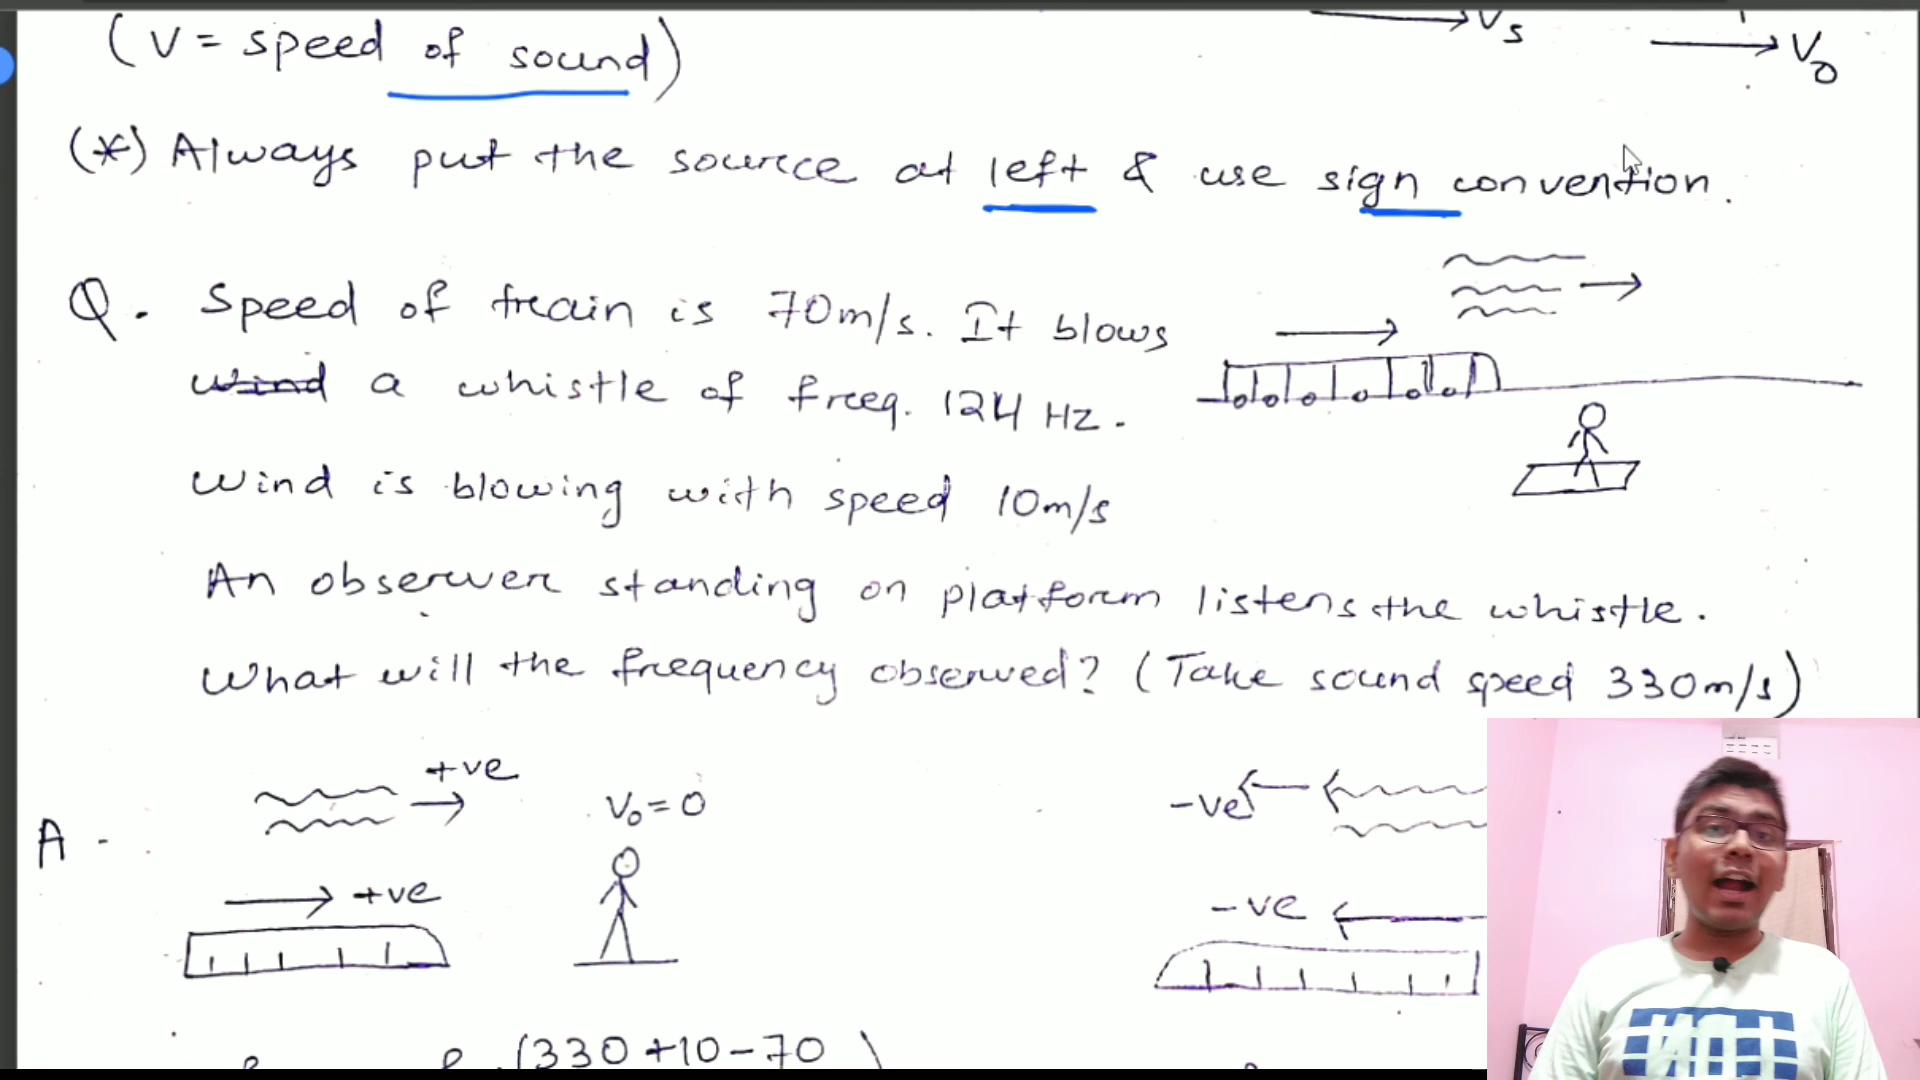 (V = speed of sound)
Vs
Vo
(*) Always put the source at left & use sign convention.
Q. Speed of train is 70m/s. It blows
wind a whistle of freq. 124 Hz.
Wind is blowing with speed 10m/s
An observer standing on platform listens the whistle.
What will the frequency observed? (Take sound speed 330m/s)
A -
+ve
Vo = 0
+ve
-ve
-ve
(330 +10 - 70)